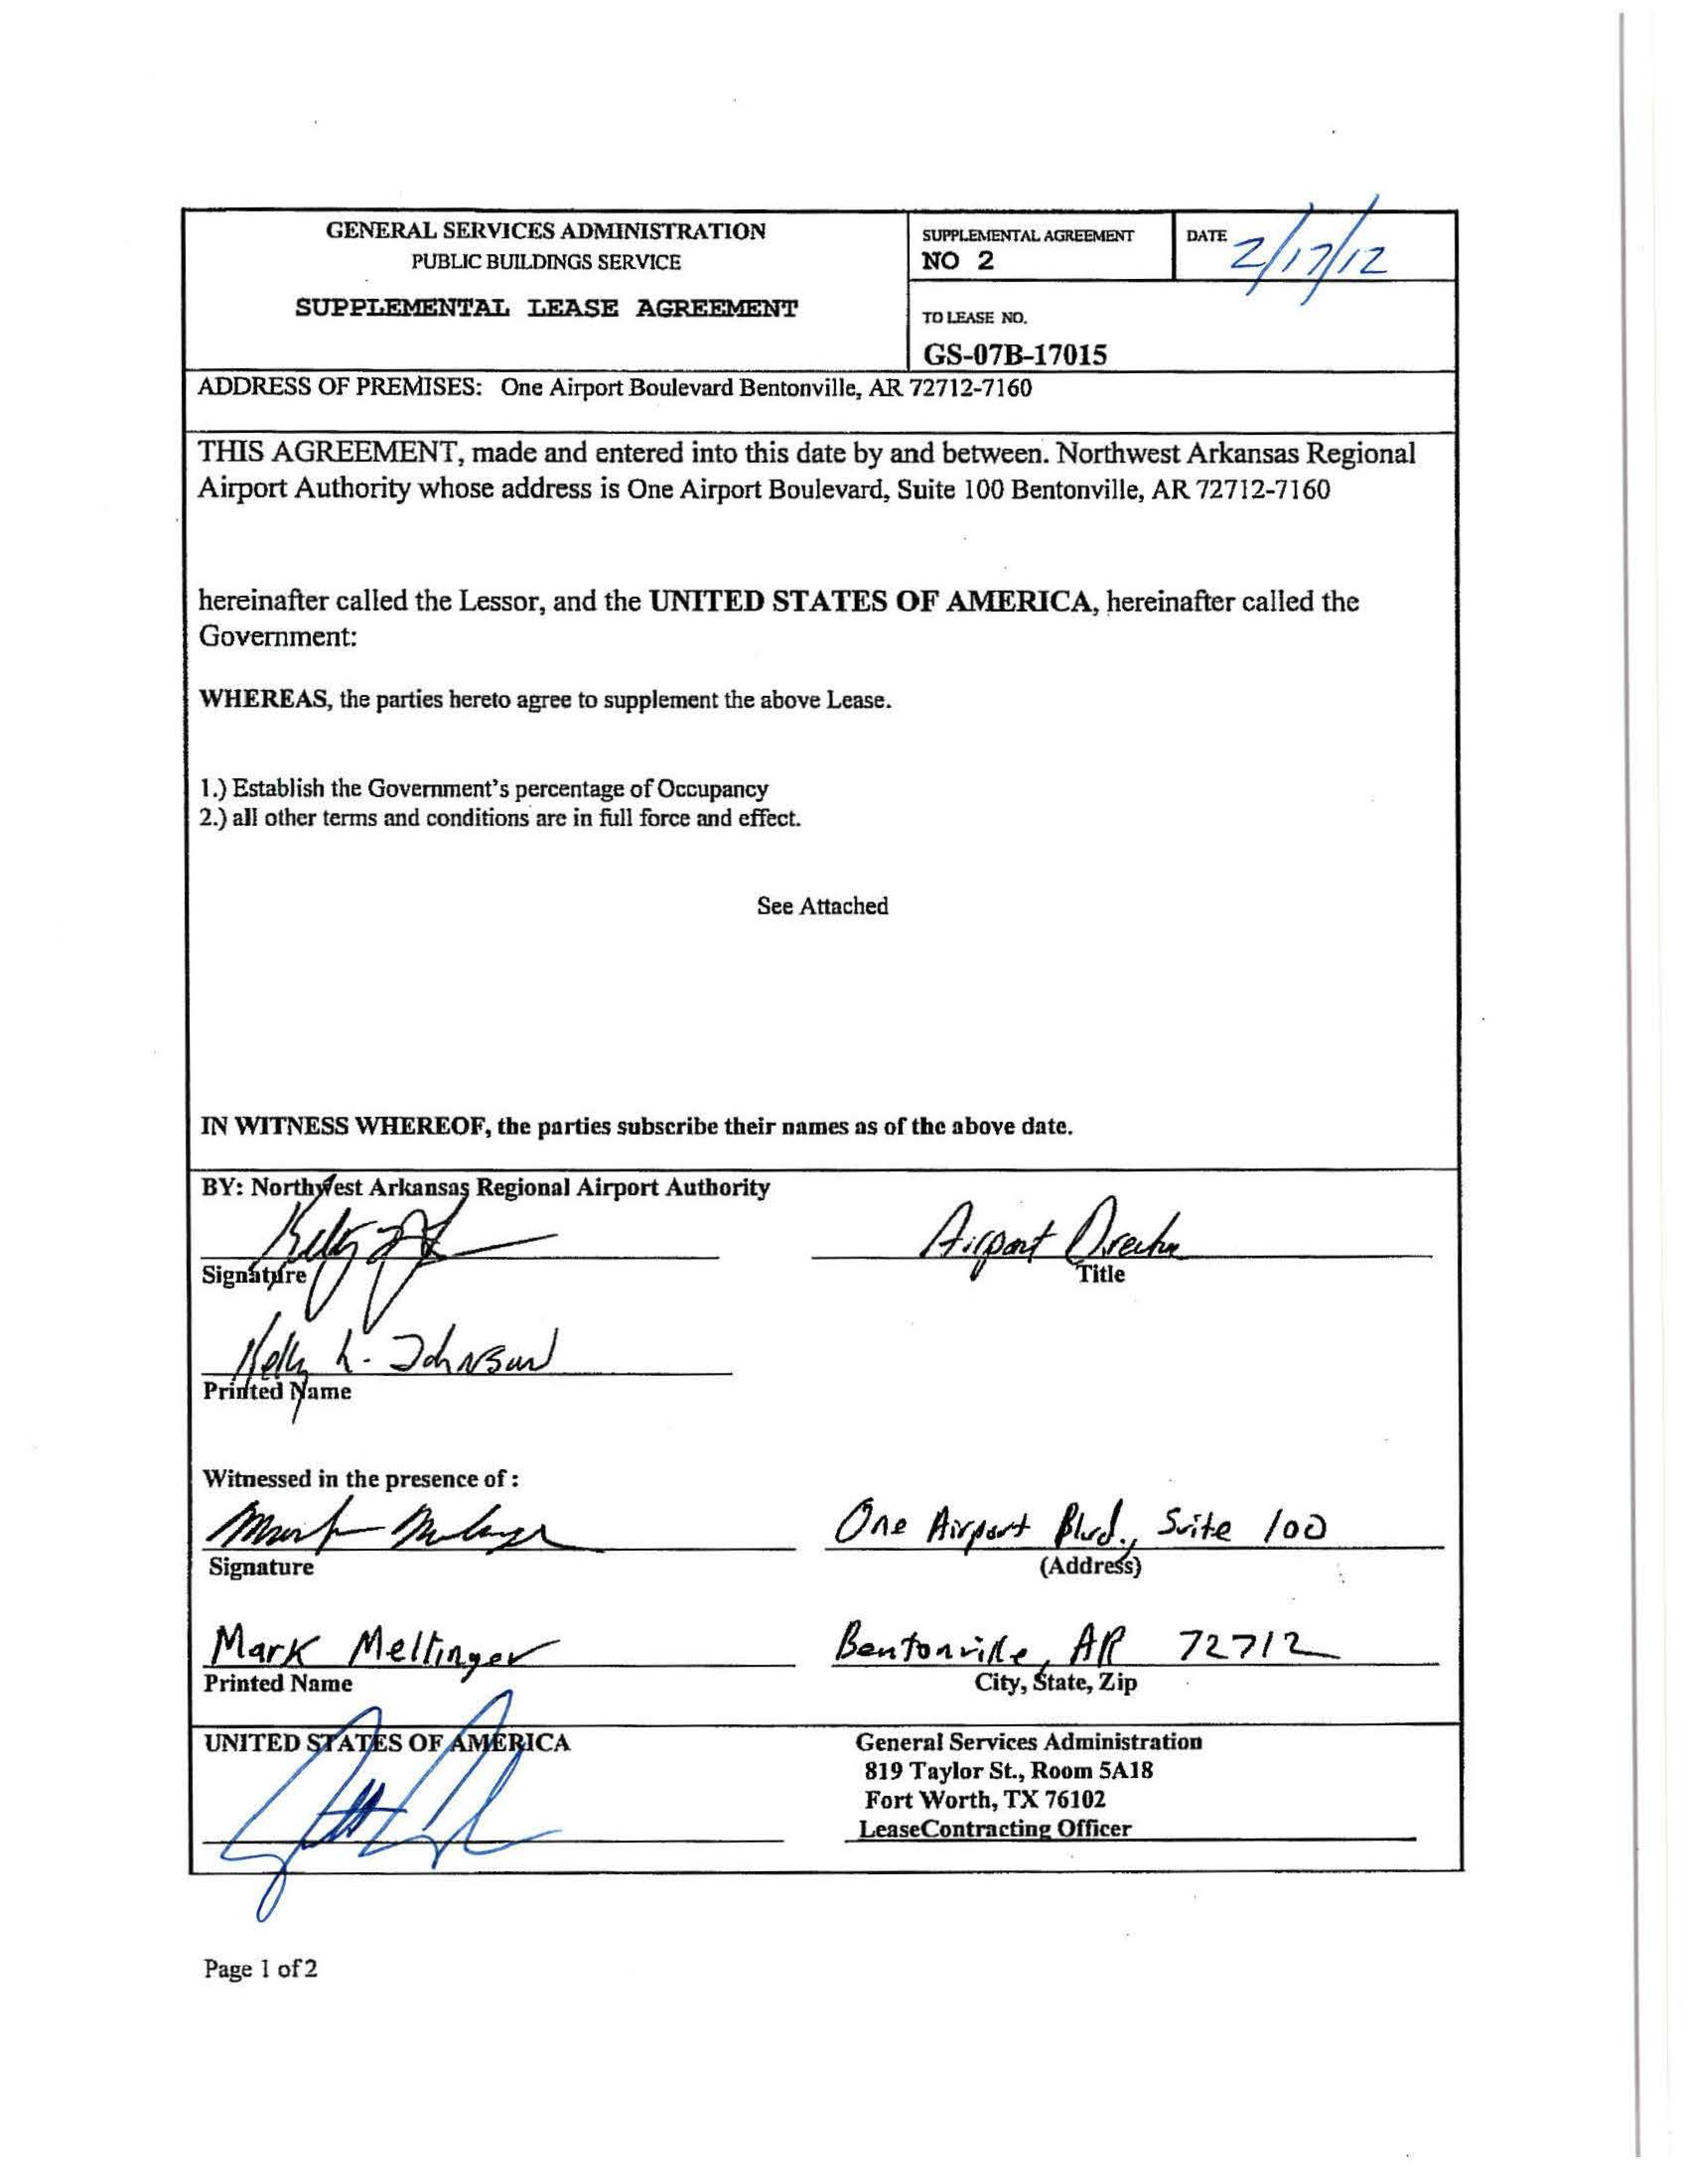 GENERAL SERVICES ADMINISTRATION
PUBLIC BUILDINGS SERVICE
SUPPLEMENTAL LEASE AGREEMENT
SUPPLEMENTAL AGREEMENT
NO 2
DATE 2/17/12
TO LEASE NO.
GS-07B-17015
ADDRESS OF PREMISES: One Airport Boulevard Bentonville, AR 72712-7160
THIS AGREEMENT, made and entered into this date by and between. Northwest Arkansas Regional
Airport Authority whose address is One Airport Boulevard, Suite 100 Bentonville, AR 72712-7160
hereinafter called the Lessor, and the UNITED STATES OF AMERICA, hereinafter called the
Government:
WHEREAS, the parties hereto agree to supplement the above Lease.
1.) Establish the Government's percentage of Occupancy
2.) all other terms and conditions are in full force and effect.
See Attached
IN WITNESS WHEREOF, the parties subscribe their names as of the above date.
BY: Northwest Arkansas Regional Airport Authority
Airport Director
Signature
Title
Kelly L. Johnson
Printed Name
Witnessed in the presence of :
One Airport Blvd., Suite 100
Signature
(Address)
Mark Mellinger
Bentonville, AR 72712
Printed Name
City, State, Zip
UNITED STATES OF AMERICA
General Services Administration
819 Taylor St., Room 5A18
Fort Worth, TX 76102
LeaseContracting Officer
Page 1 of 2